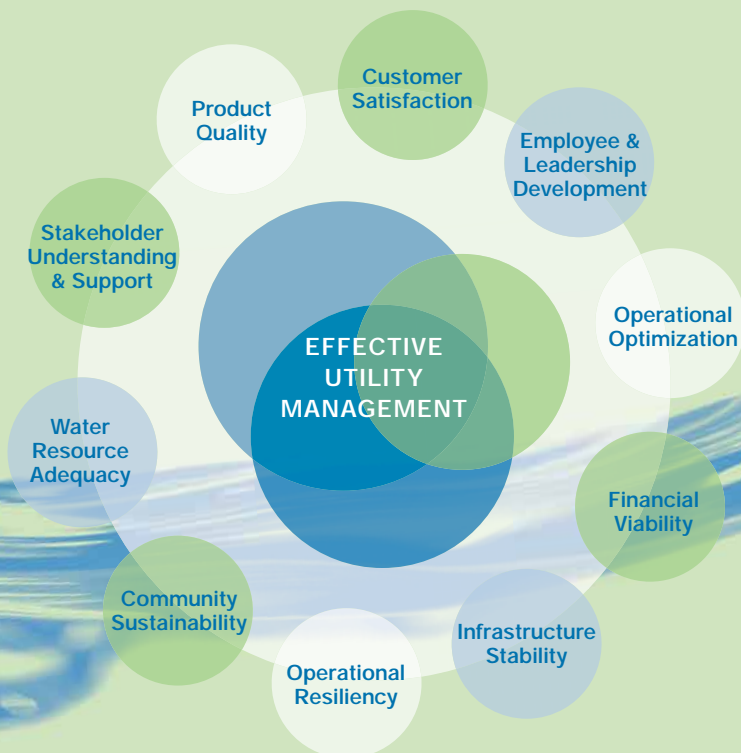 Customer
Satisfaction
Product
Quality
Employee &
Leadership
Development
Stakeholder
Understanding
& Support
Operational
Optimization
EFFECTIVE
UTILITY
MANAGEMENT
Water
Resource
Adequacy
Financial
Viability
Community
Sustainability
Infrastructure
Stability
Operational
Resiliency